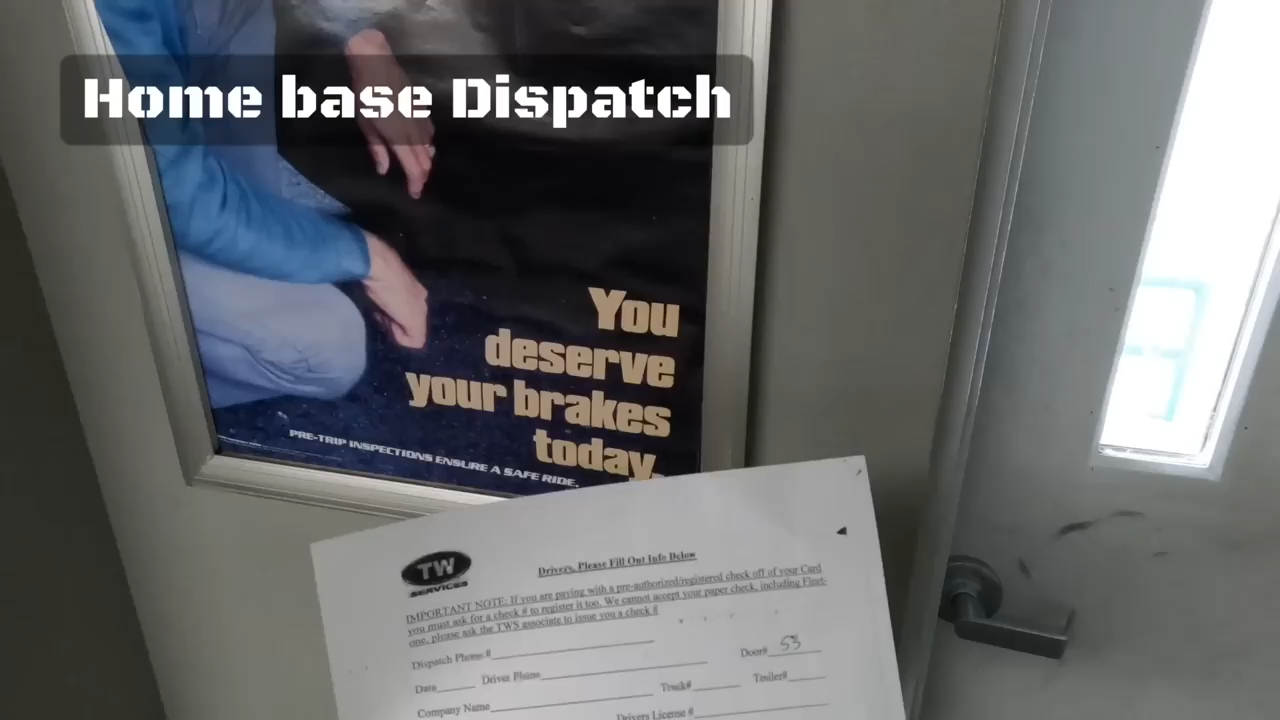 Home base Dispatch
You
deserve
your brakes
today.
PRE-TRIP INSPECTIONS ENSURE A SAFE RIDE.
TW
SERVICES
Drivers, Please Fill Out Info Below
IMPORTANT NOTE: If you are paying with a pre-authorized/registered check off of your Card
you must ask for a check # to register it too. We cannot accept your paper check, including Fleet-
one, please ask the TWS associate to issue you a check #
Dispatch Phone # Door# 53
Date Driver Phone
Company Name Truck# Trailer#
Drivers License #